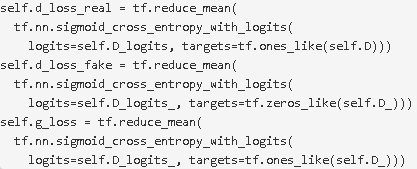 self.d_loss_real = tf.reduce_mean(
tf.nn.sigmoid_cross_entropy_with_logits(
logits=self.D_logits, targets=tf.ones_like(self.D)))
self.d_loss_fake = tf.reduce_mean(
tf.nn.sigmoid_cross_entropy_with_logits(
logits=self.D_logits_, targets=tf.zeros_like(self.D_)))
self.g_loss = tf.reduce_mean(
tf.nn.sigmoid_cross_entropy_with_logits(
logits=self.D_logits_, targets=tf.ones_like(self.D_)))